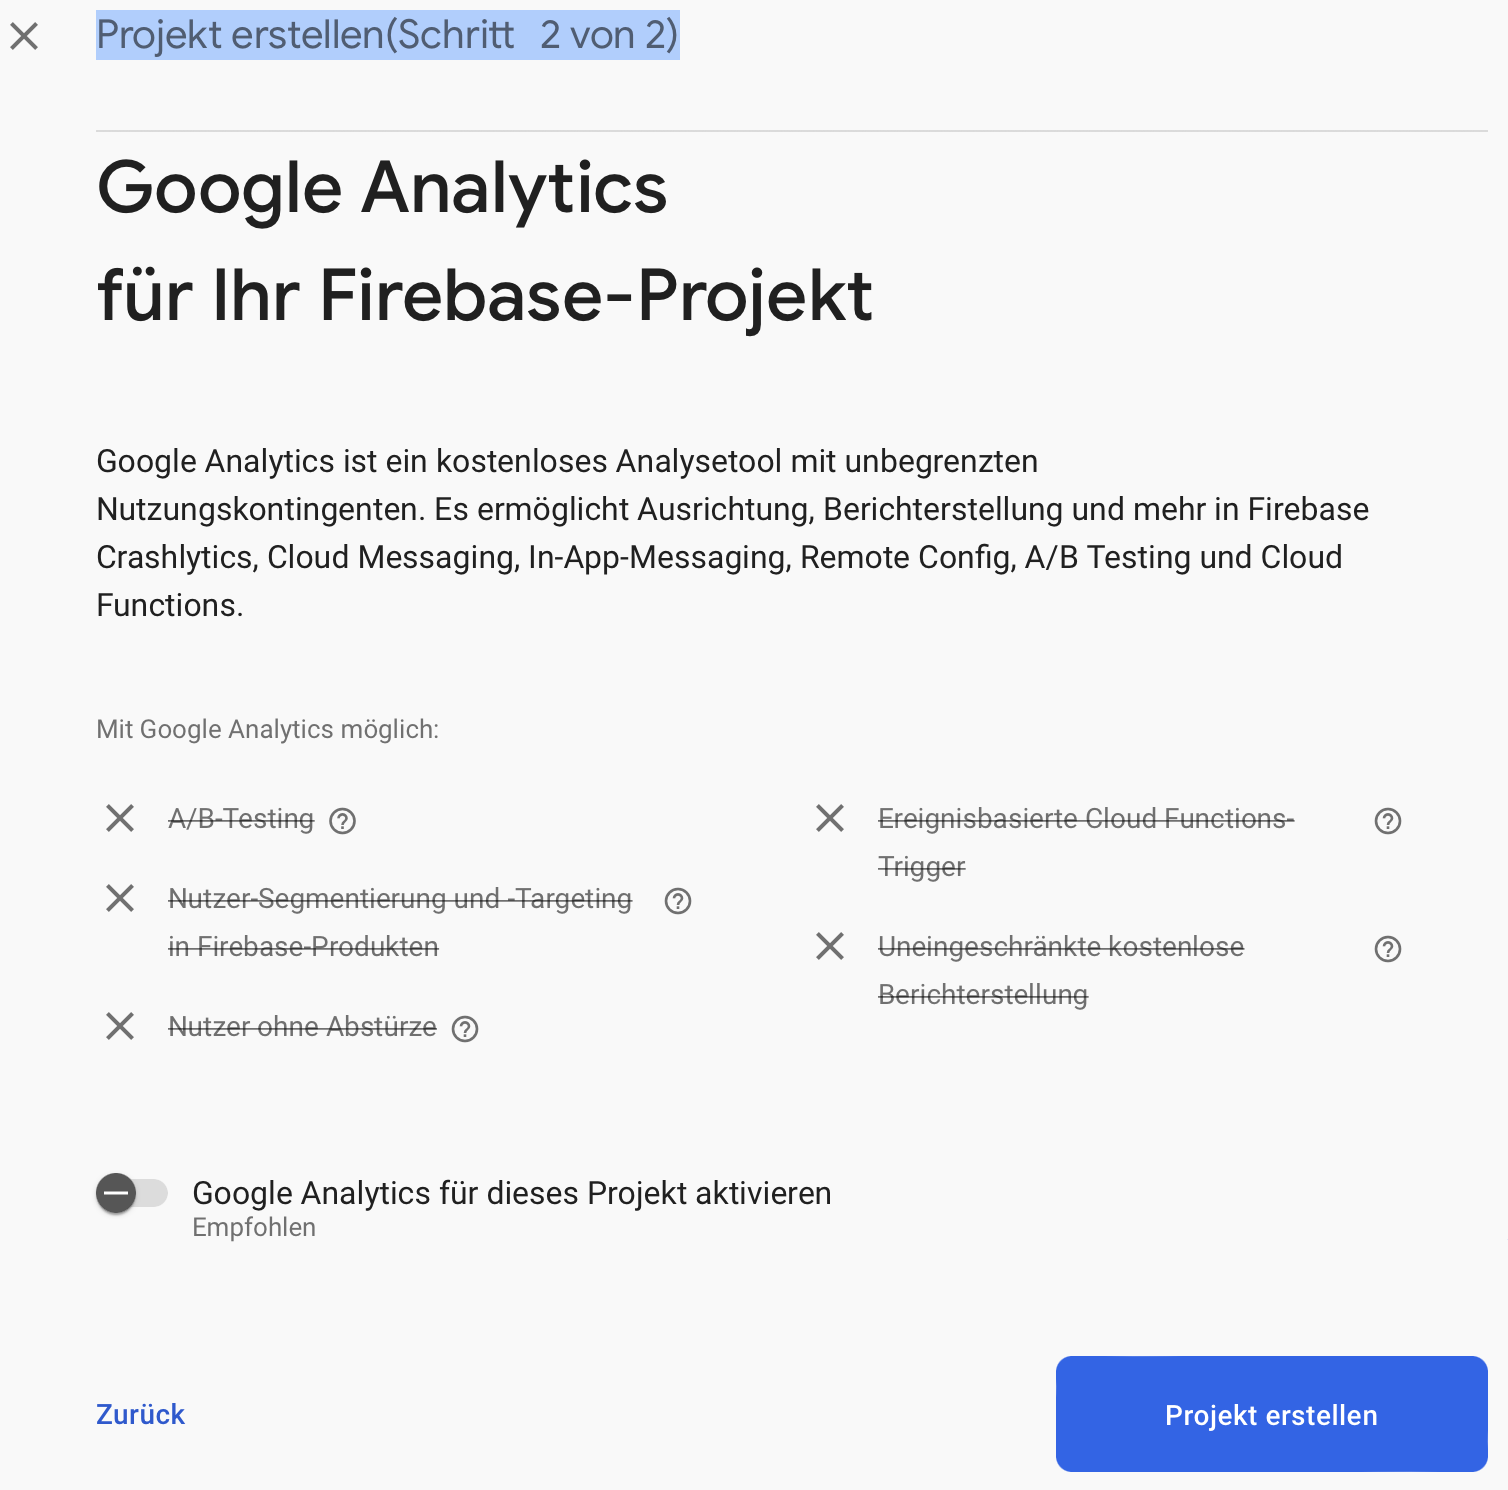 Projekt erstellen(Schritt 2 von 2)
Google Analytics
für Ihr Firebase-Projekt
Google Analytics ist ein kostenloses Analysetool mit unbegrenzten
Nutzungskontingenten. Es ermöglicht Ausrichtung, Berichterstellung und mehr in Firebase
Crashlytics, Cloud Messaging, In-App-Messaging, Remote Config, A/B Testing und Cloud
Functions.
Mit Google Analytics möglich:
A/B-Testing
Nutzer-Segmentierung und -Targeting
in Firebase-Produkten
Nutzer ohne Abstürze
Ereignisbasierte Cloud Functions-
Trigger
Uneingeschränkte kostenlose
Berichterstellung
Google Analytics für dieses Projekt aktivieren
Empfohlen
Zurück
Projekt erstellen